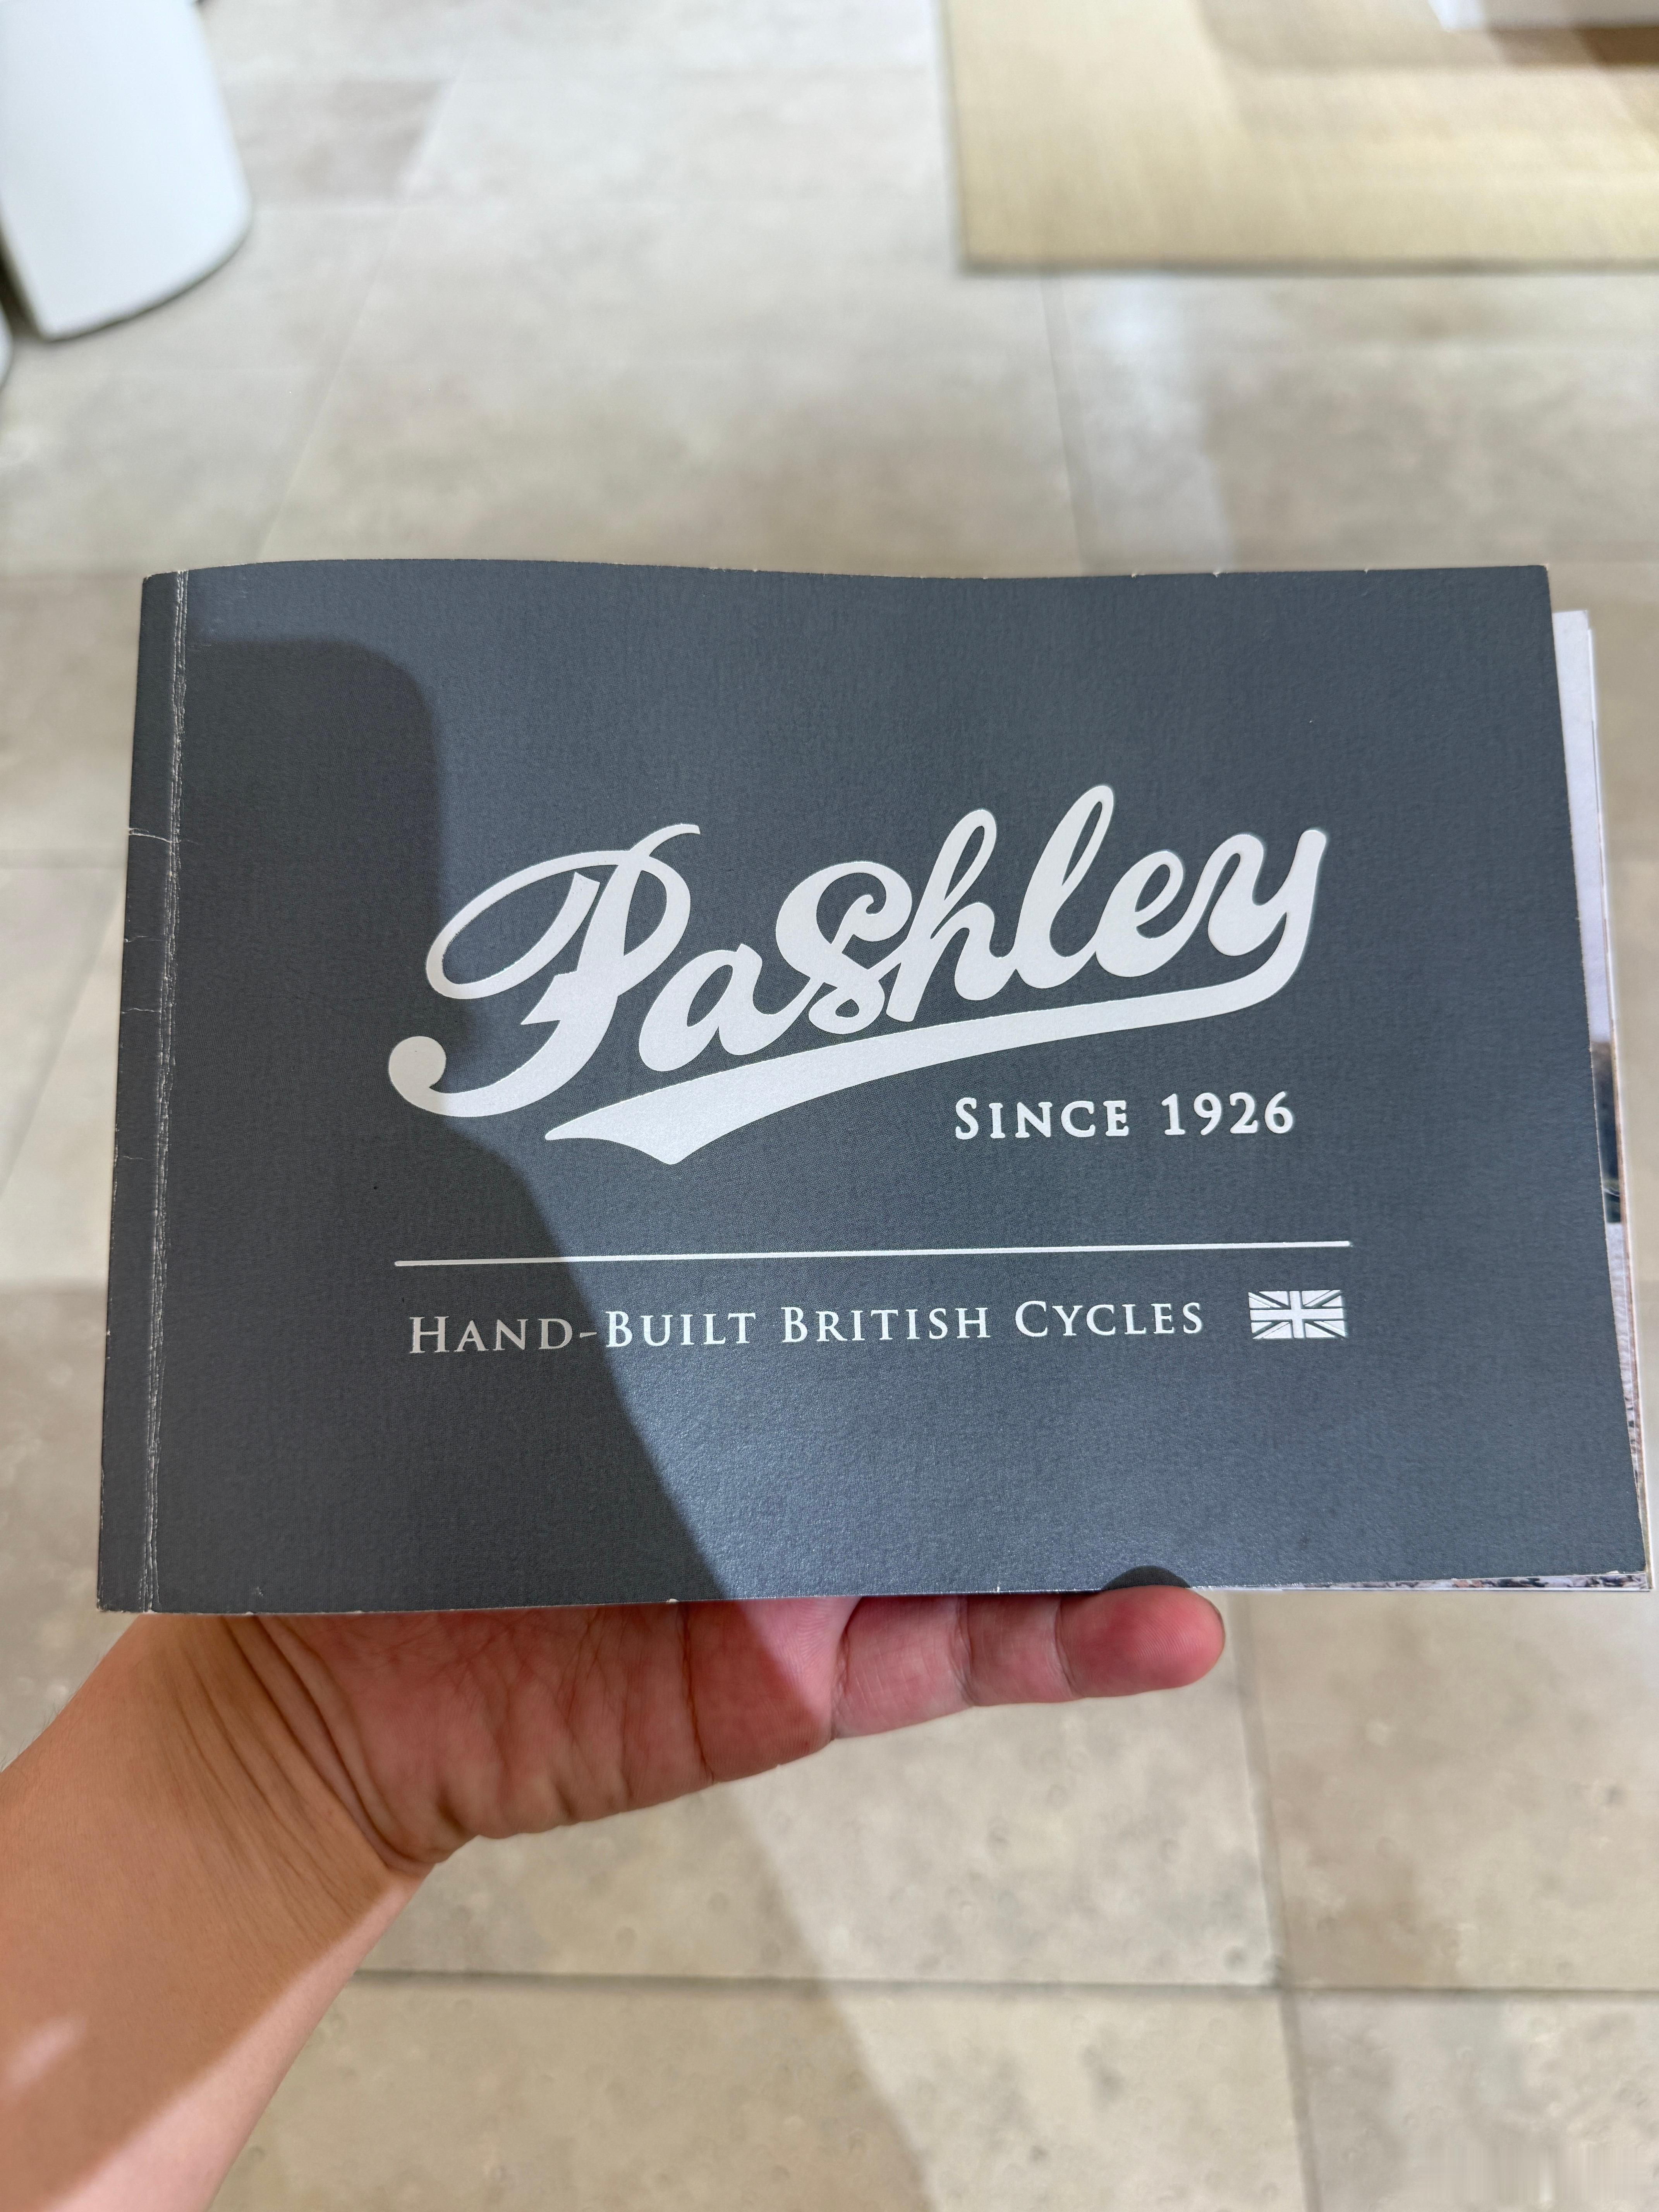 Pashley
SINCE 1926
HAND-BUILT BRITISH CYCLES